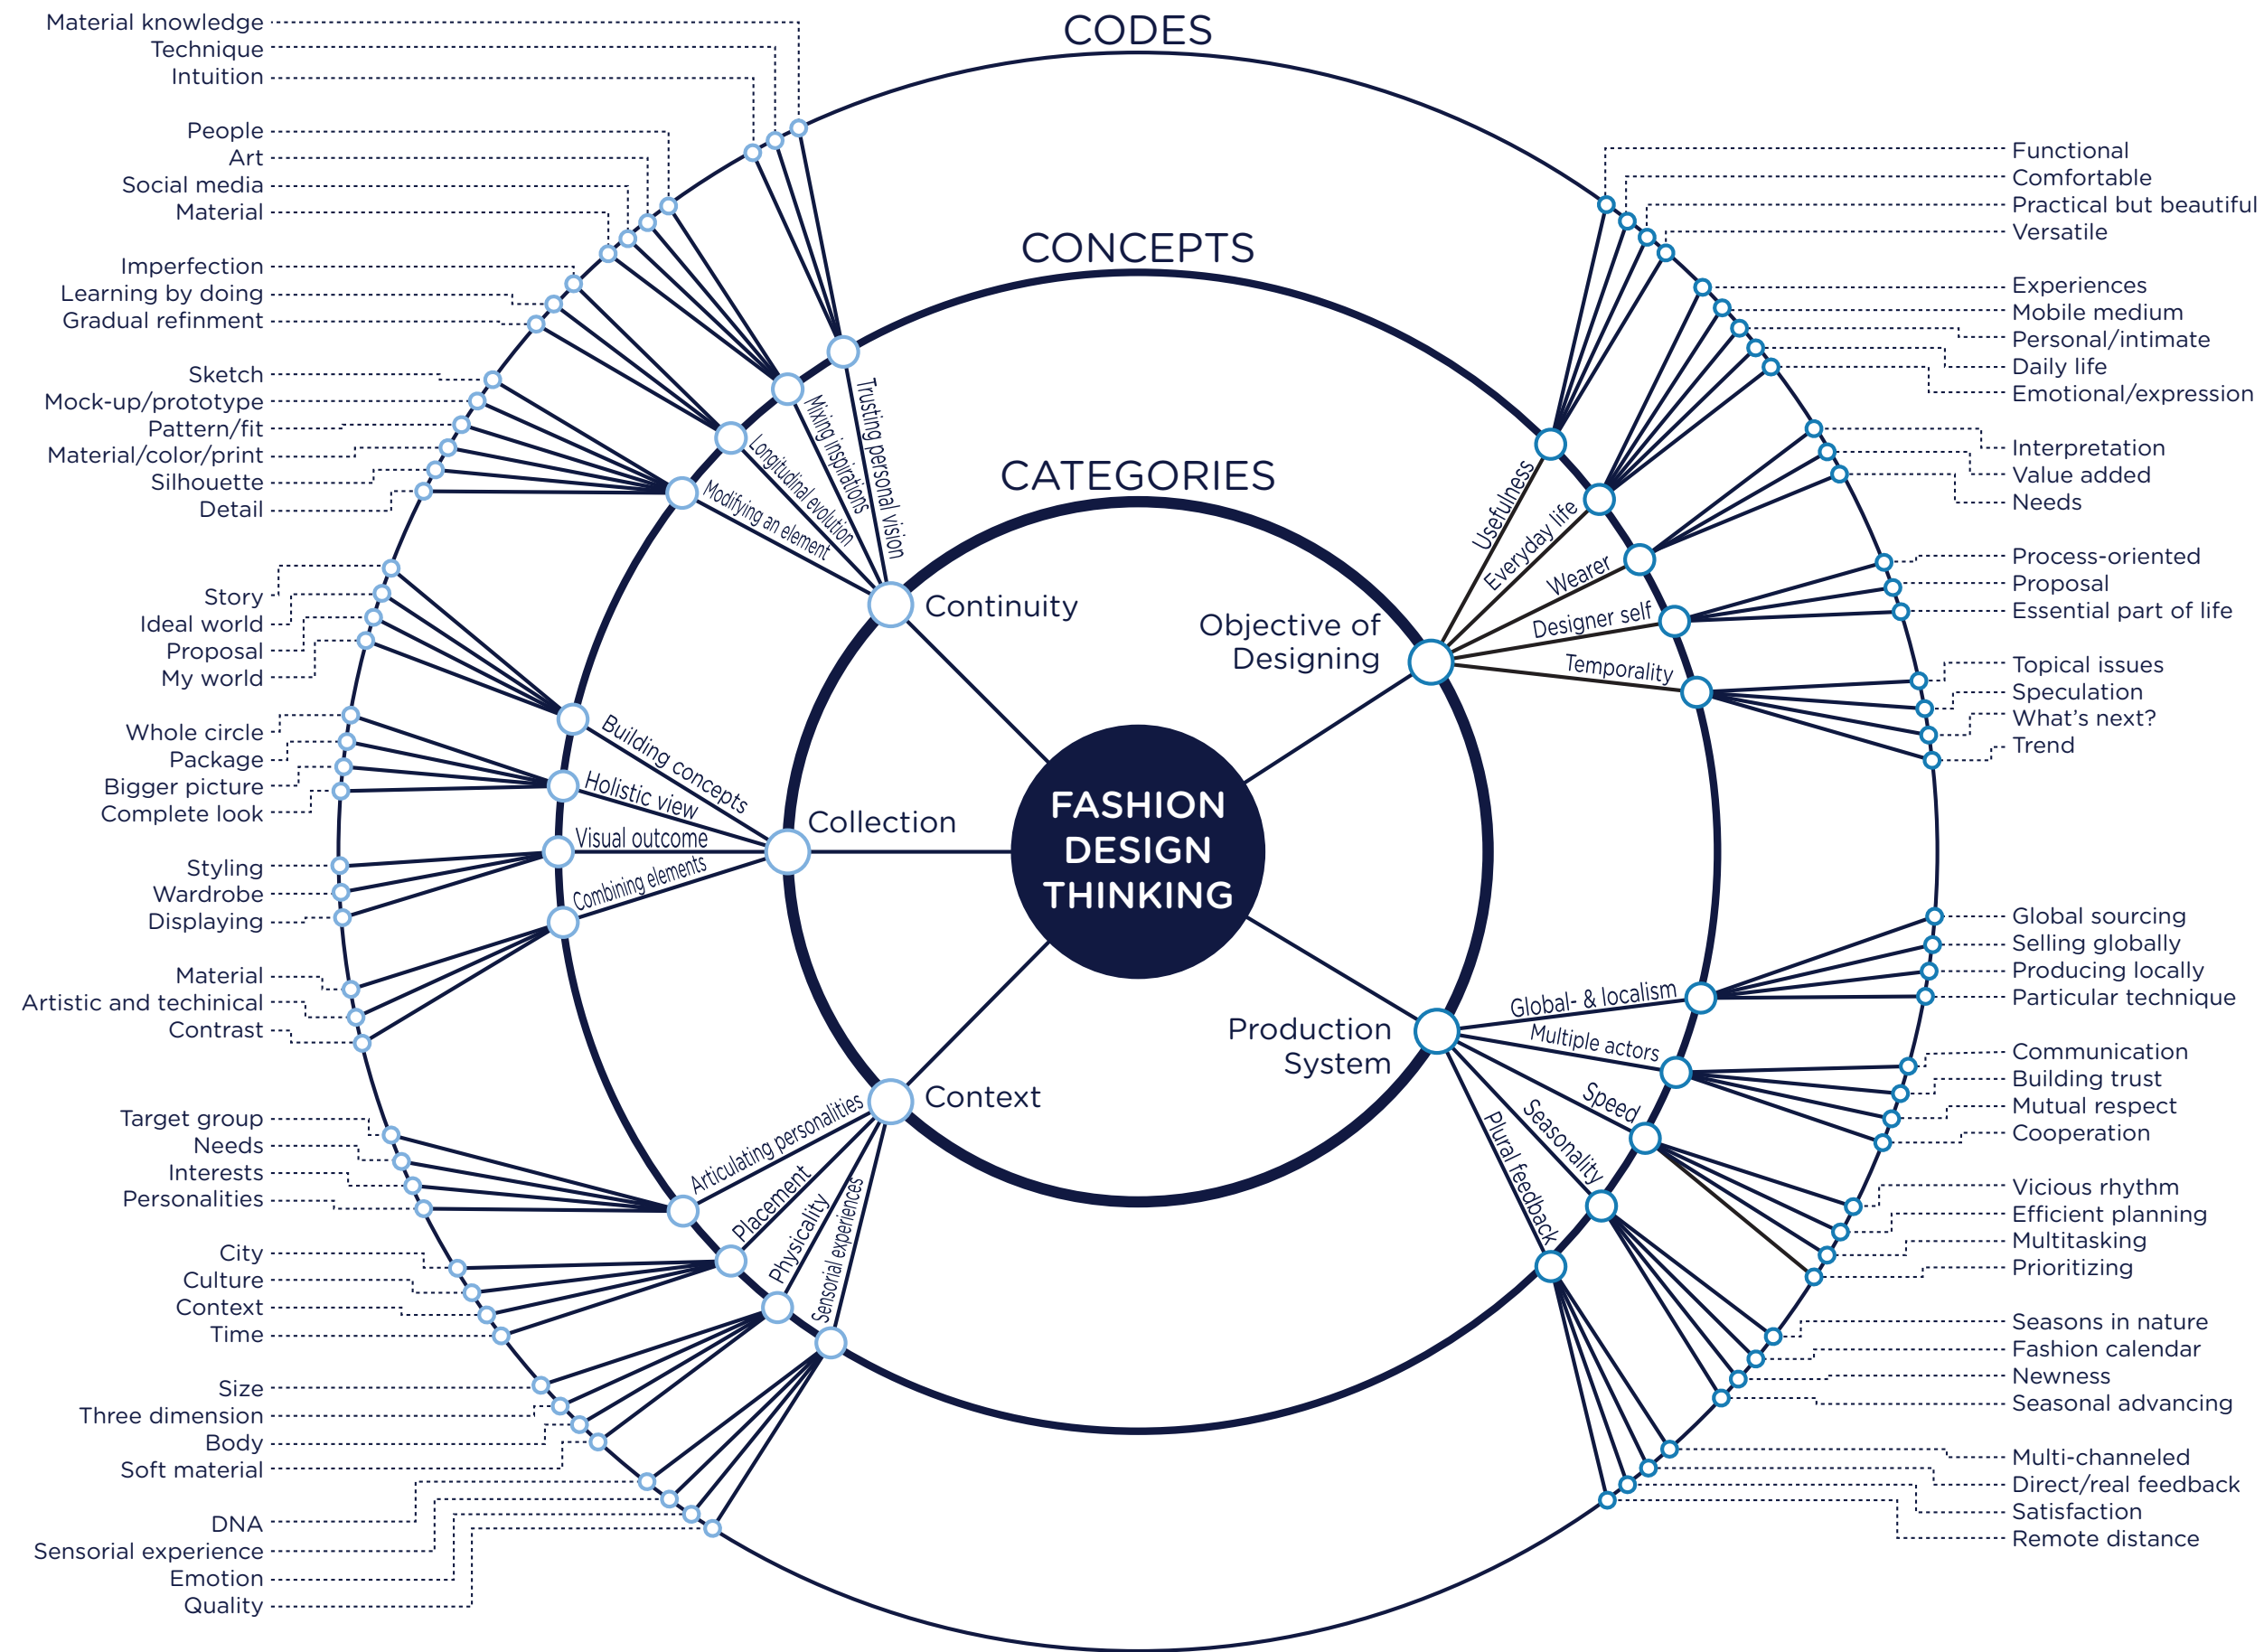 CODES
CONCEPTS
CATEGORIES
FASHION
DESIGN
THINKING
Continuity
Trusting personal vision
Material knowledge
Technique
Intuition
Mixing inspirations
People
Art
Social media
Material
Longitudinal evolution
Imperfection
Learning by doing
Gradual refinment
Modifying an element
Sketch
Mock-up/prototype
Pattern/fit
Material/color/print
Silhouette
Detail
Collection
Building concepts
Story
Ideal world
Proposal
My world
Holistic view
Whole circle
Package
Bigger picture
Complete look
Visual outcome
Styling
Wardrobe
Displaying
Combining elements
Material
Artistic and techinical
Contrast
Context
Articulating personalities
Target group
Needs
Interests
Personalities
Placement
City
Culture
Context
Time
Physicality
Size
Three dimension
Body
Soft material
Sensorial experiences
DNA
Sensorial experience
Emotion
Quality
Objective of
Designing
Usefulness
Functional
Comfortable
Practical but beautiful
Versatile
Everyday life
Experiences
Mobile medium
Personal/intimate
Daily life
Emotional/expression
Wearer
Interpretation
Value added
Needs
Designer self
Process-oriented
Proposal
Essential part of life
Temporality
Topical issues
Speculation
What’s next?
Trend
Production
System
Global- & localism
Global sourcing
Selling globally
Producing locally
Particular technique
Multiple actors
Communication
Building trust
Mutual respect
Cooperation
Speed
Vicious rhythm
Efficient planning
Multitasking
Prioritizing
Seasonality
Seasons in nature
Fashion calendar
Newness
Seasonal advancing
Plural feedback
Multi-channeled
Direct/real feedback
Satisfaction
Remote distance